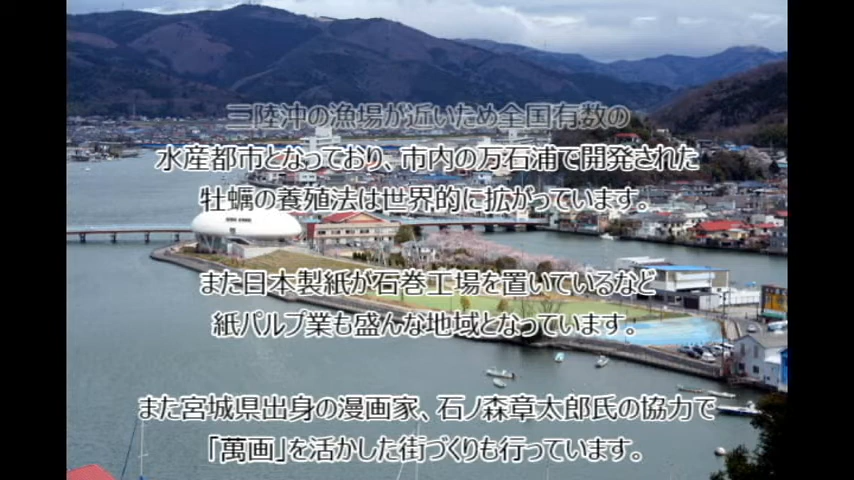 三陸沖の漁場が近いため全国有数の
水産都市となっており、市内の万石浦で開発された
牡蠣の養殖法は世界的に拡がっています。
また日本製紙が石巻工場を置いているなど
紙パルプ業も盛んな地域となっています。
また宮城県出身の漫画家、石ノ森章太郎氏の協力で
「萬画」を活かした街づくりも行っています。